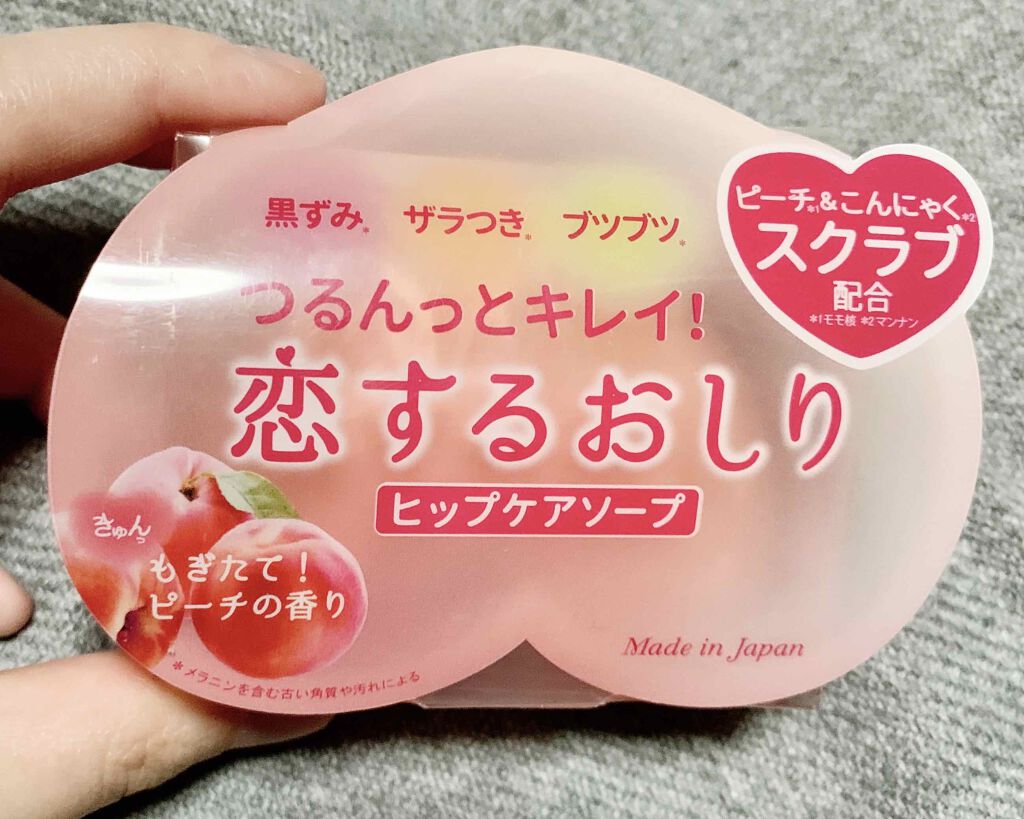 黒ずみ* ザラつき* ブツブツ*
つるんっとキレイ!
恋するおしり
ヒップケアソープ
ピーチ*1&こんにゃく*2
スクラブ
配合
*1モモ核 *2マンナン
きゅんっ
もぎたて!
ピーチの香り
*メラニンを含む古い角質や汚れによる
Made in Japan